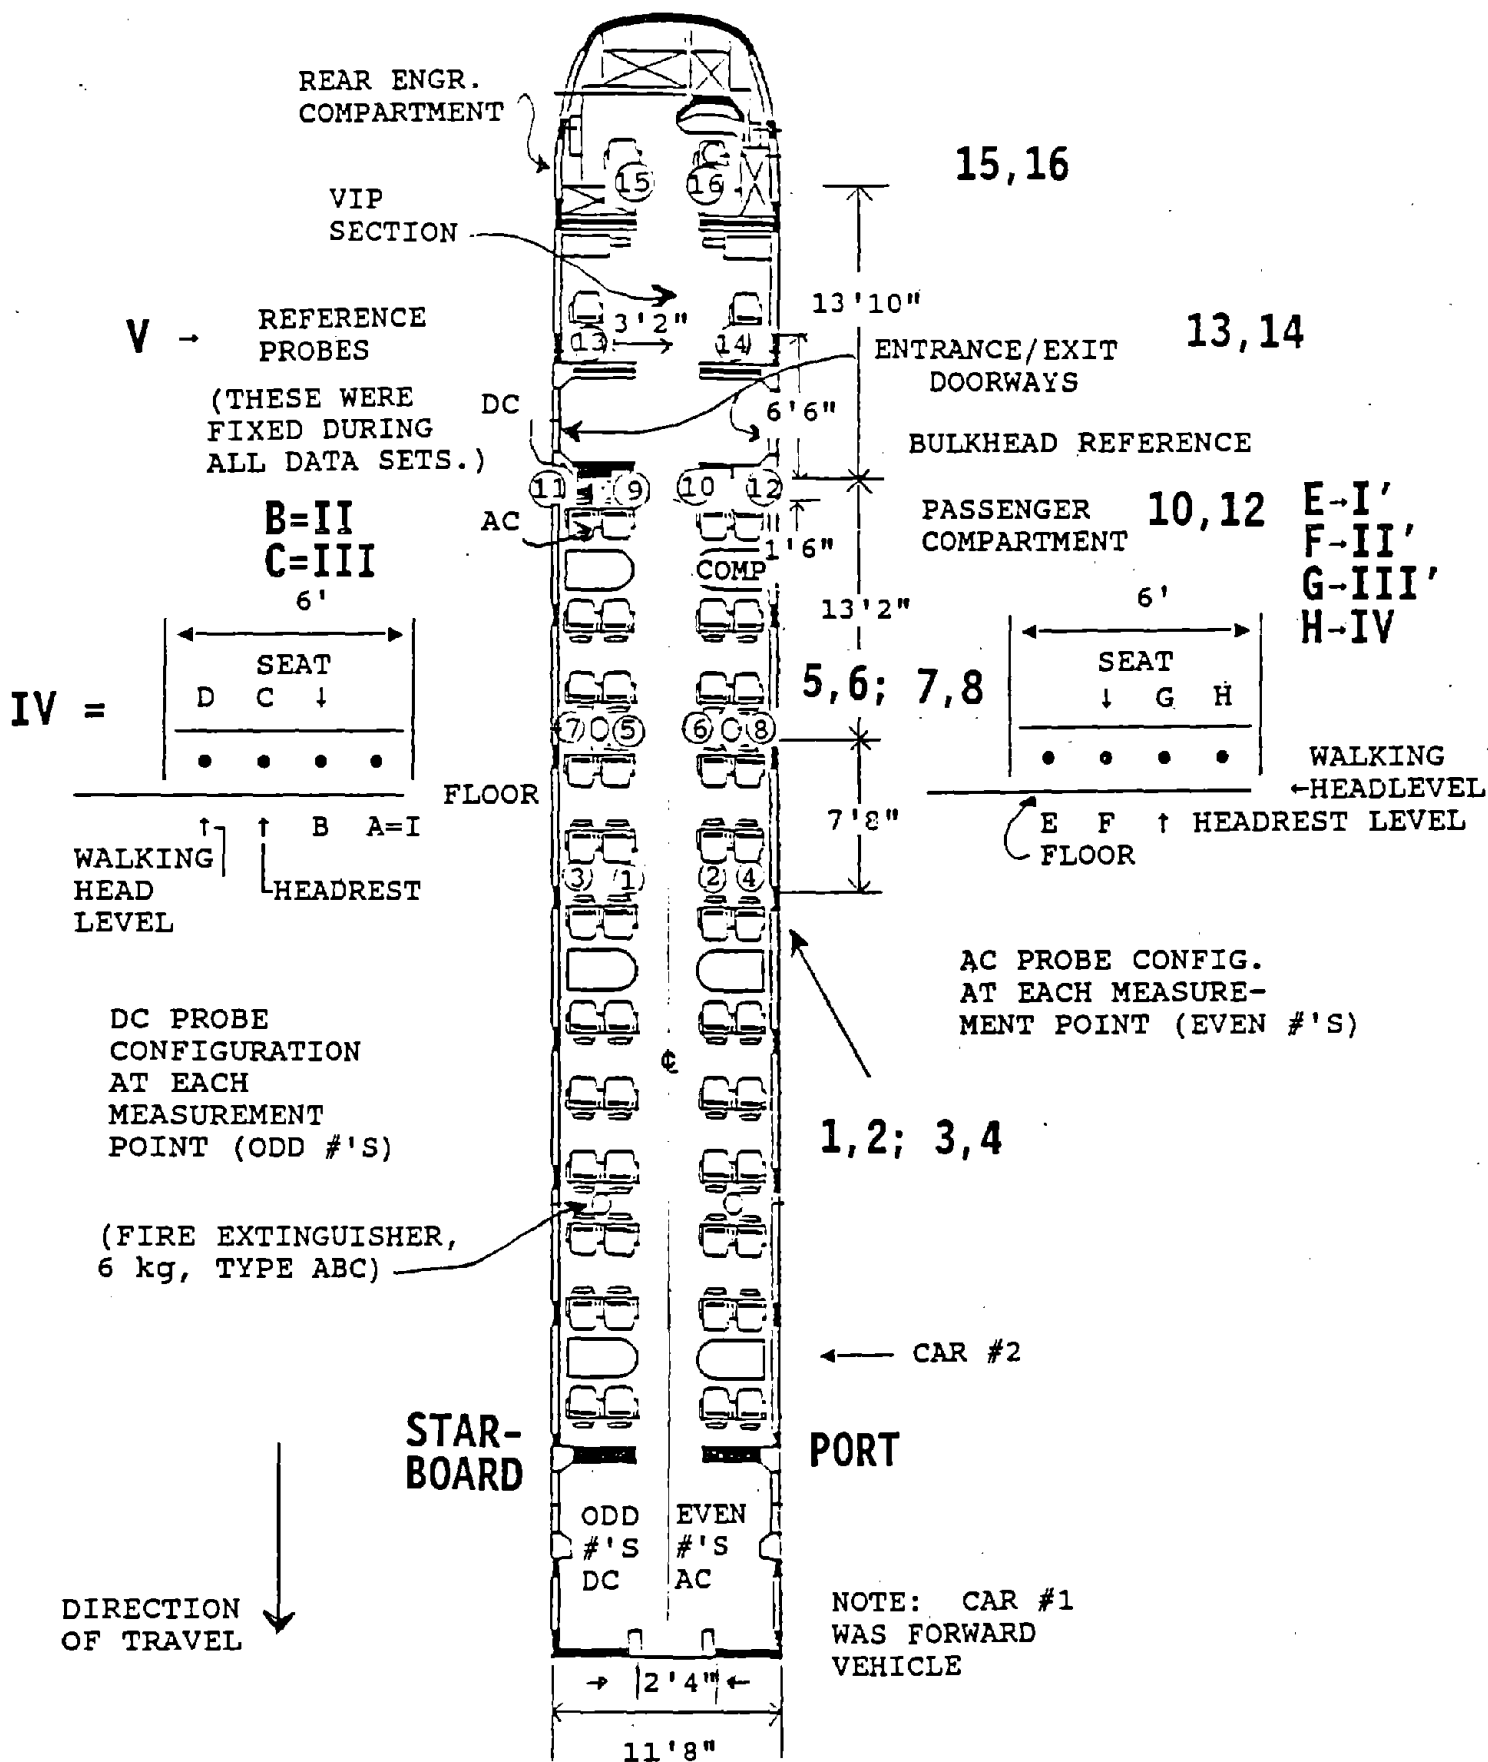 REAR ENGR.
COMPARTMENT
15
16
15,16
VIP
SECTION
13'10"
V →
REFERENCE
PROBES
3'2"
13
14
13,14
ENTRANCE/EXIT
DOORWAYS
(THESE WERE
FIXED DURING
ALL DATA SETS.)
DC
6'6"
BULKHEAD REFERENCE
11
9
10
12
B=II
C=III
AC
PASSENGER
COMPARTMENT
10,12
E→I'
F→II'
G→III'
H→IV
1'6"
COMP
13'2"
6'
SEAT
D C ↓
IV =
FLOOR
↑ B A=I
WALKING
HEAD
LEVEL
HEADREST
5,6; 7,8
7
5
6
8
6'
SEAT
↓ G H
WALKING
←HEADLEVEL
E F ↑ HEADREST LEVEL
FLOOR
7'8"
3
1
2
4
AC PROBE CONFIG.
AT EACH MEASURE-
MENT POINT (EVEN #'S)
DC PROBE
CONFIGURATION
AT EACH
MEASUREMENT
POINT (ODD #'S)
℄
1,2; 3,4
(FIRE EXTINGUISHER,
6 kg, TYPE ABC)
CAR #2
STAR-
BOARD
PORT
ODD
#'S
DC
EVEN
#'S
AC
DIRECTION
OF TRAVEL
NOTE: CAR #1
WAS FORWARD
VEHICLE
2'4"
11'8"